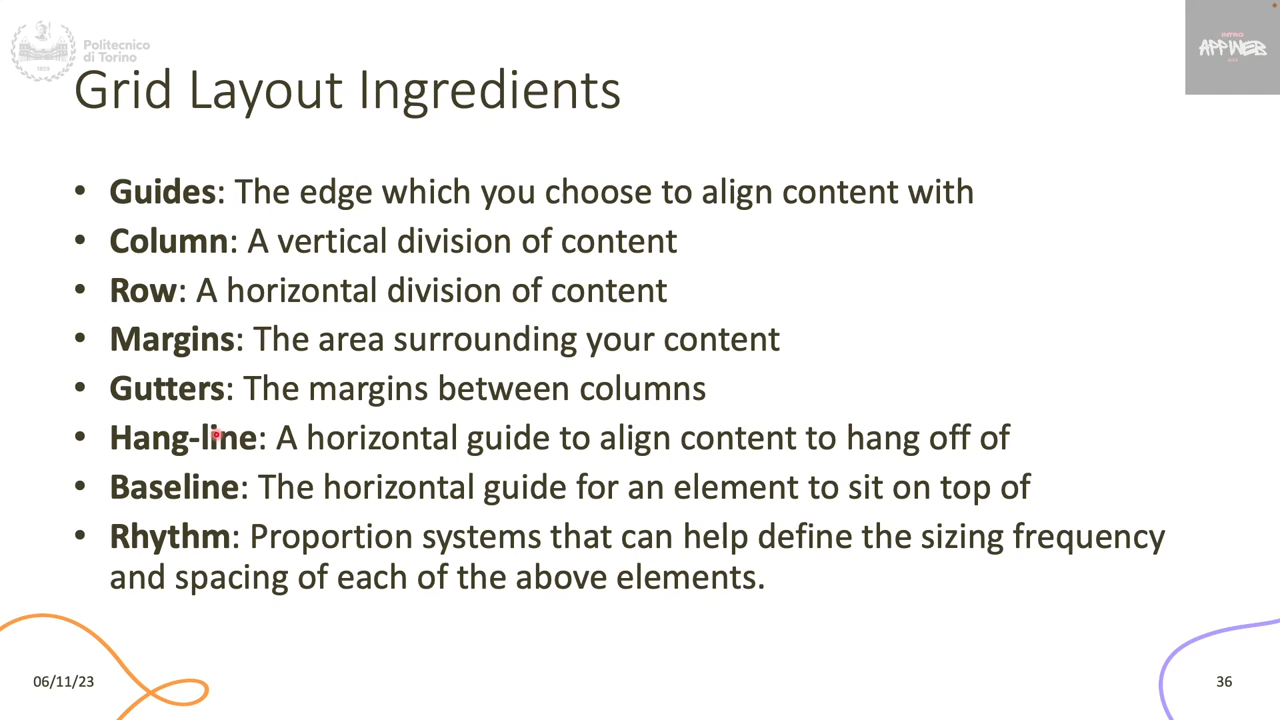 Politecnico
di Torino
1859
INTRO
APPWEB
Grid Layout Ingredients
• Guides: The edge which you choose to align content with
• Column: A vertical division of content
• Row: A horizontal division of content
• Margins: The area surrounding your content
• Gutters: The margins between columns
• Hang-line: A horizontal guide to align content to hang off of
• Baseline: The horizontal guide for an element to sit on top of
• Rhythm: Proportion systems that can help define the sizing frequency
and spacing of each of the above elements.
06/11/23
36